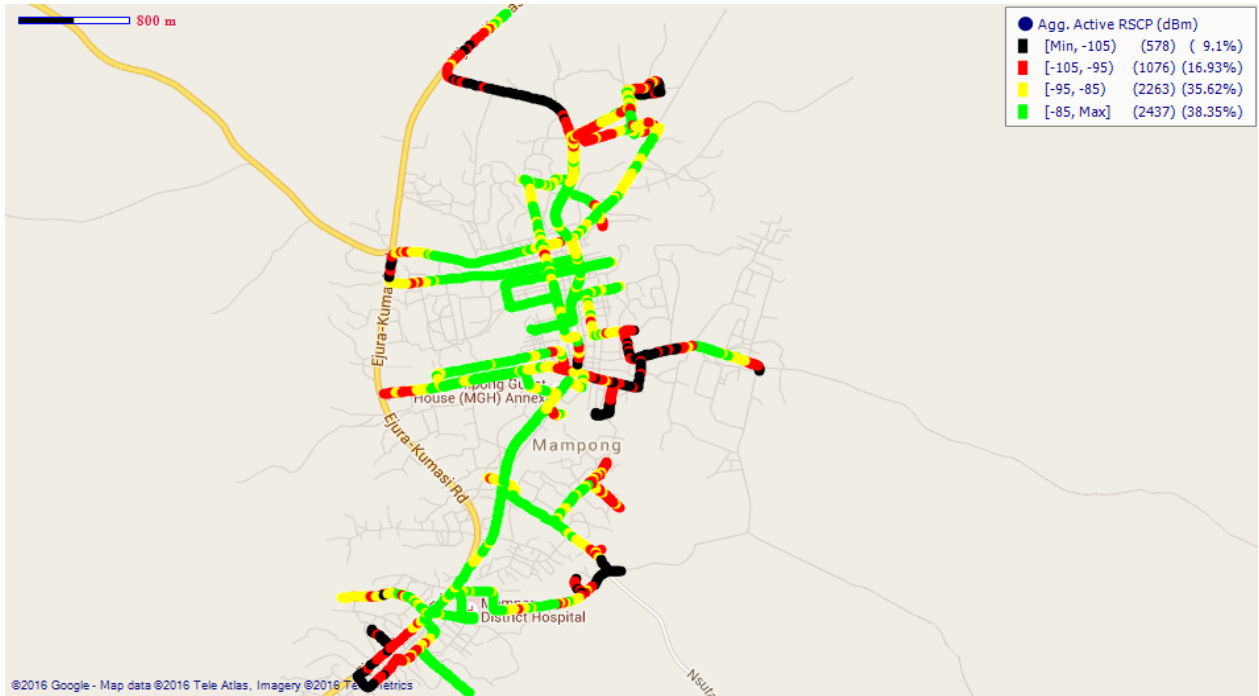 800 m
Agg. Active RSCP (dBm)
[Min, -105) (578) ( 9.1%)
[-105, -95) (1076) (16.93%)
[-95, -85) (2263) (35.62%)
[-85, Max] (2437) (38.35%)
Ejura-Kuma
House (MGH) Annex
Ejura-Kumasi Rd
Mampong
District Hospital
Nsuta
©2016 Google - Map data ©2016 Tele Atlas, Imagery ©2016